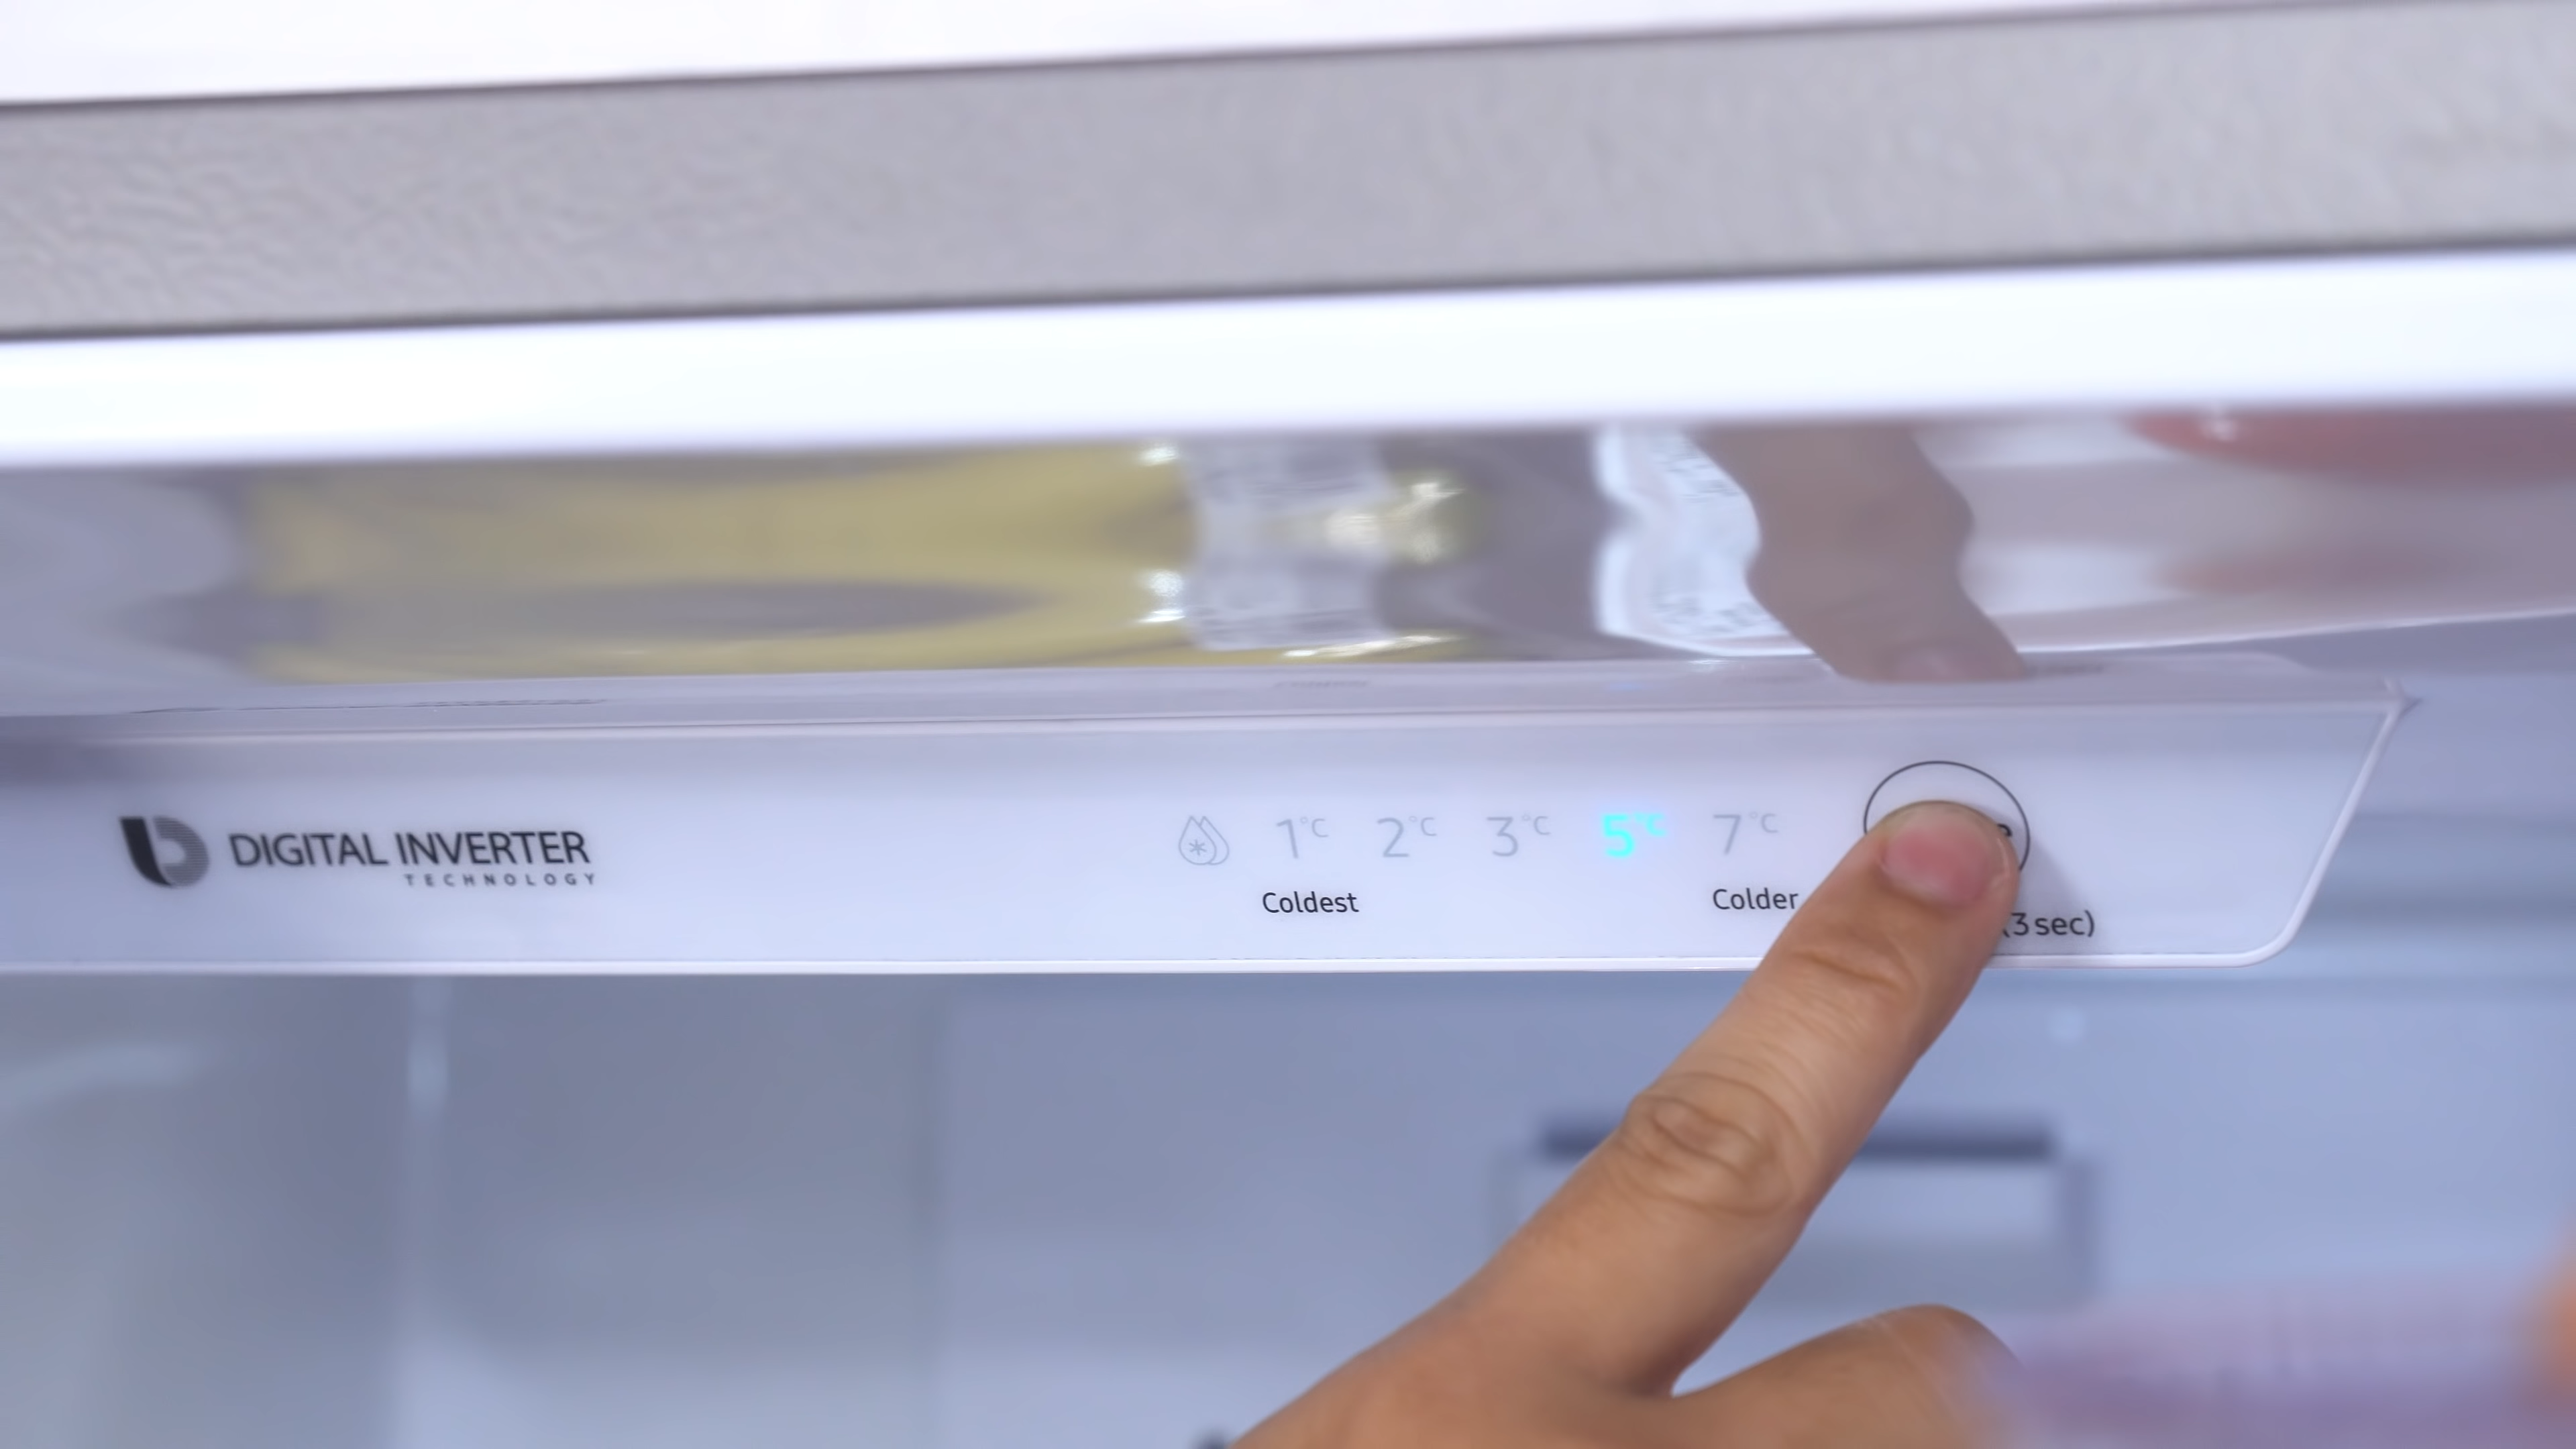 DIGITAL INVERTER
TECHNOLOGY
1°C 2°C 3°C 5°C 7°C
Coldest Colder
(3 sec)